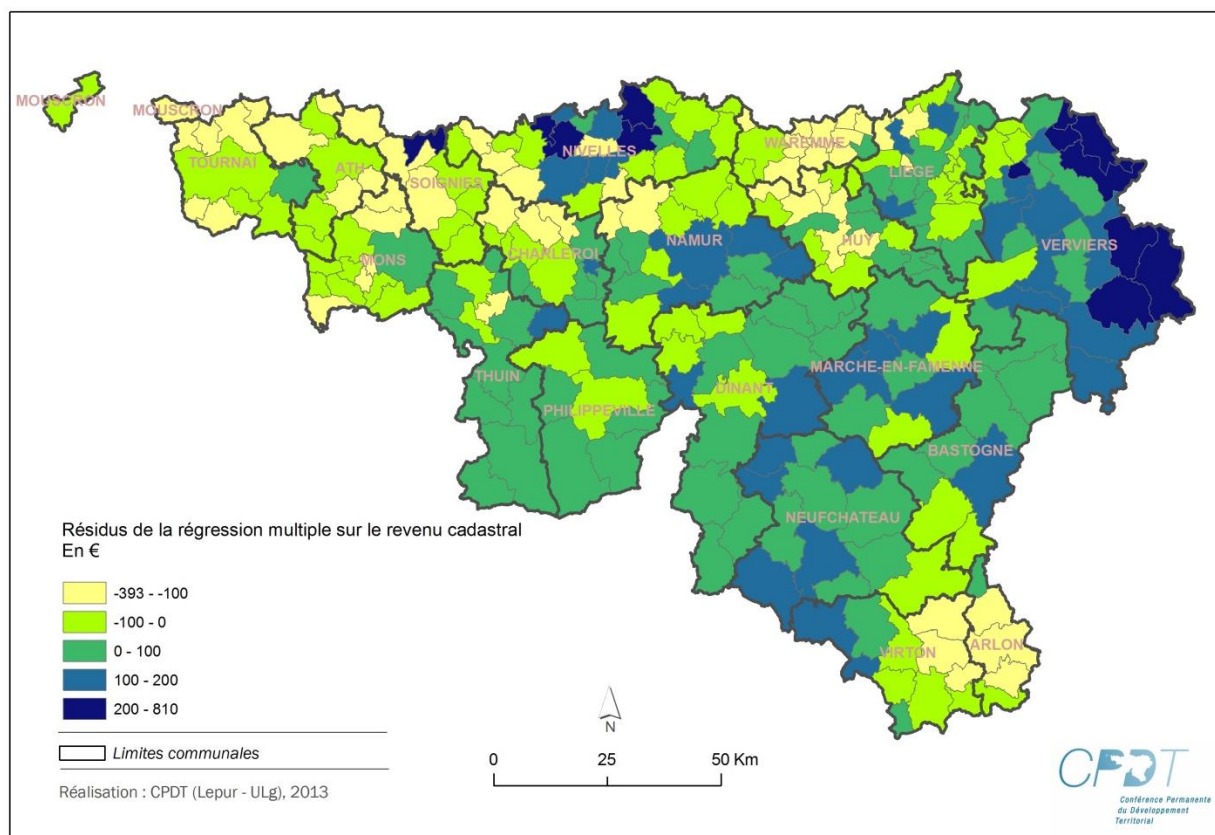 MOUSCRON
MOUSCRON
TOURNAI
ATH
SOIGNIES
NIVELLES
WAREMME
LIEGE
MONS
CHARLEROI
NAMUR
HUY
VERVIERS
THUIN
PHILIPPEVILLE
DINANT
MARCHE-EN-FAMENNE
BASTOGNE
NEUFCHATEAU
VIRTON
ARLON
Résidus de la régression multiple sur le revenu cadastral
En €
-393 - -100
-100 - 0
0 - 100
100 - 200
200 - 810
Limites communales
Réalisation : CPDT (Lepur - ULg), 2013
N
0 25 50 Km
CPDT
Conférence Permanente
du Développement
Territorial